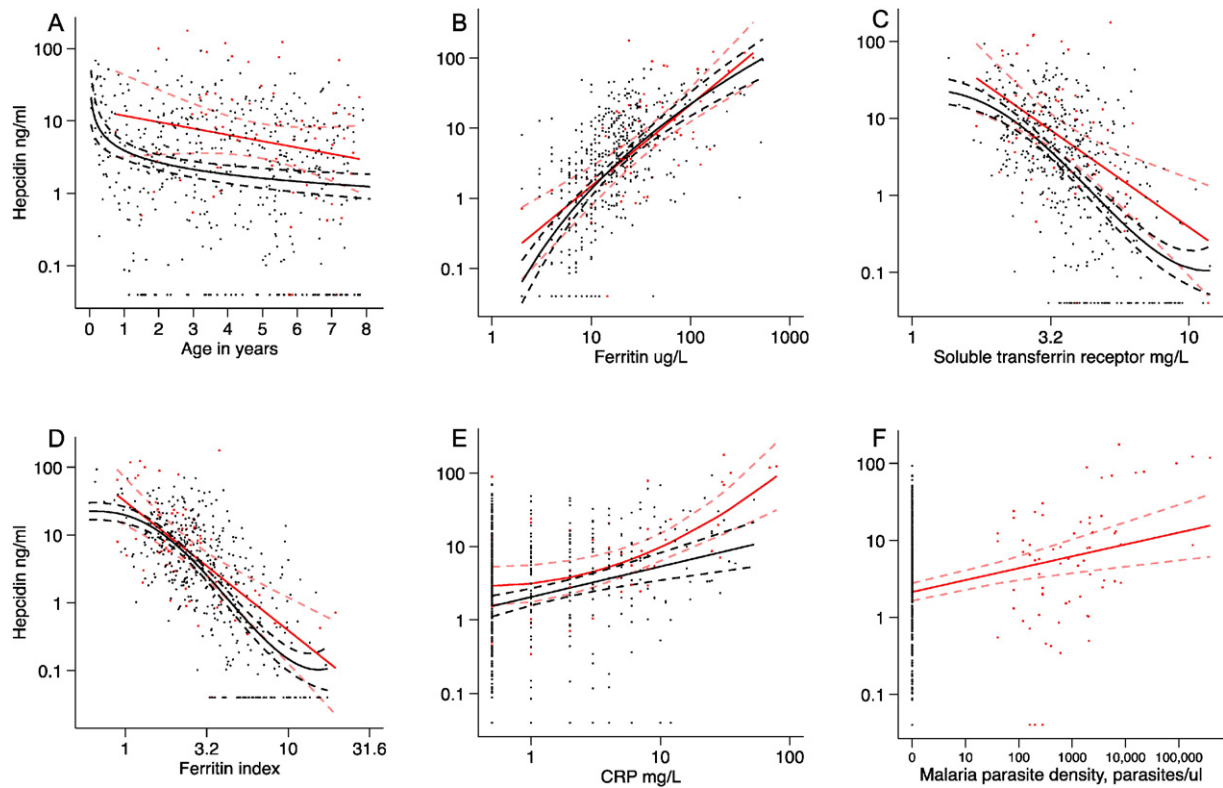 A
B
C
Hepcidin ng/ml
100
10
1
0.1
100
10
1
0.1
100
10
1
0.1
0 1 2 3 4 5 6 7 8
1 10 100 1000
1 3.2 10
Age in years
Ferritin ug/L
Soluble transferrin receptor mg/L
D
E
F
Hepcidin ng/ml
100
10
1
0.1
100
10
1
0.1
100
10
1
0.1
1 3.2 10 31.6
1 10 100
0 10 100 1000 10,000 100,000
Ferritin index
CRP mg/L
Malaria parasite density, parasites/ul